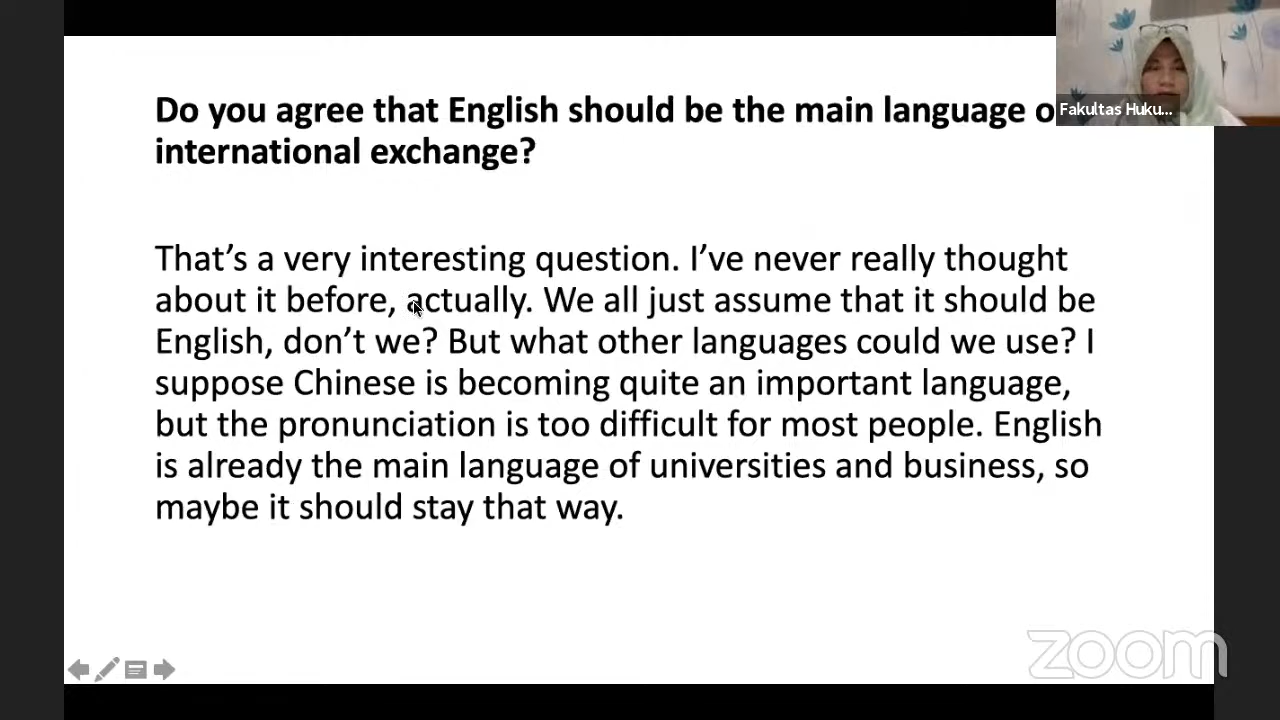 Do you agree that English should be the main language o
international exchange?
That's a very interesting question. I've never really thought
about it before, actually. We all just assume that it should be
English, don't we? But what other languages could we use? I
suppose Chinese is becoming quite an important language,
but the pronunciation is too difficult for most people. English
is already the main language of universities and business, so
maybe it should stay that way.
Fakultas Huku...
zoom